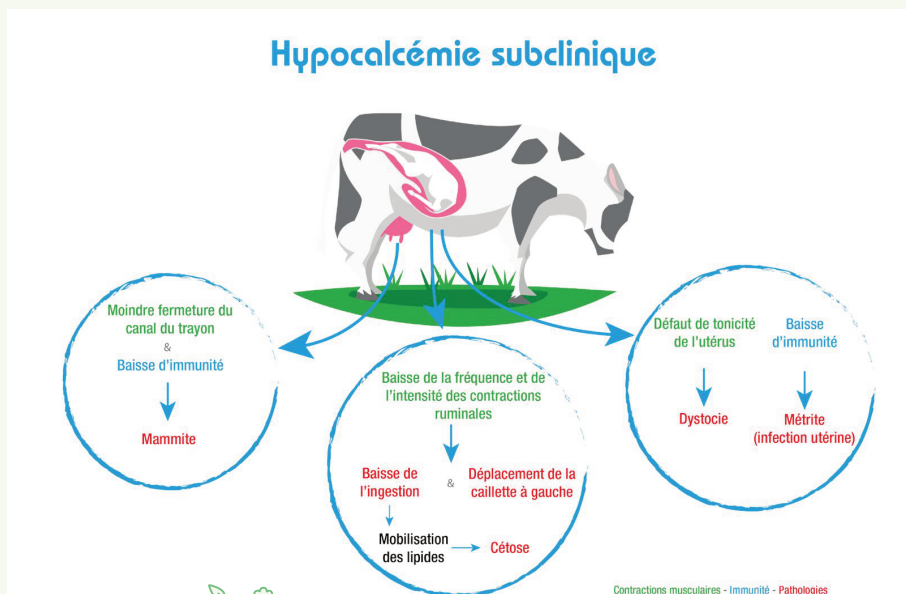 Hypocalcémie subclinique
Moindre fermeture du
canal du trayon
&
Baisse d'immunité
Mammite
Baisse de la fréquence et de
l'intensité des contractions
ruminales
Baisse de
l'ingestion
&
Déplacement de la
caillette à gauche
Mobilisation
des lipides
Cétose
Défaut de tonicité
de l'utérus
Dystocie
Baisse
d'immunité
Métrite
(infection utérine)
Contractions musculaires - Immunité - Pathologies